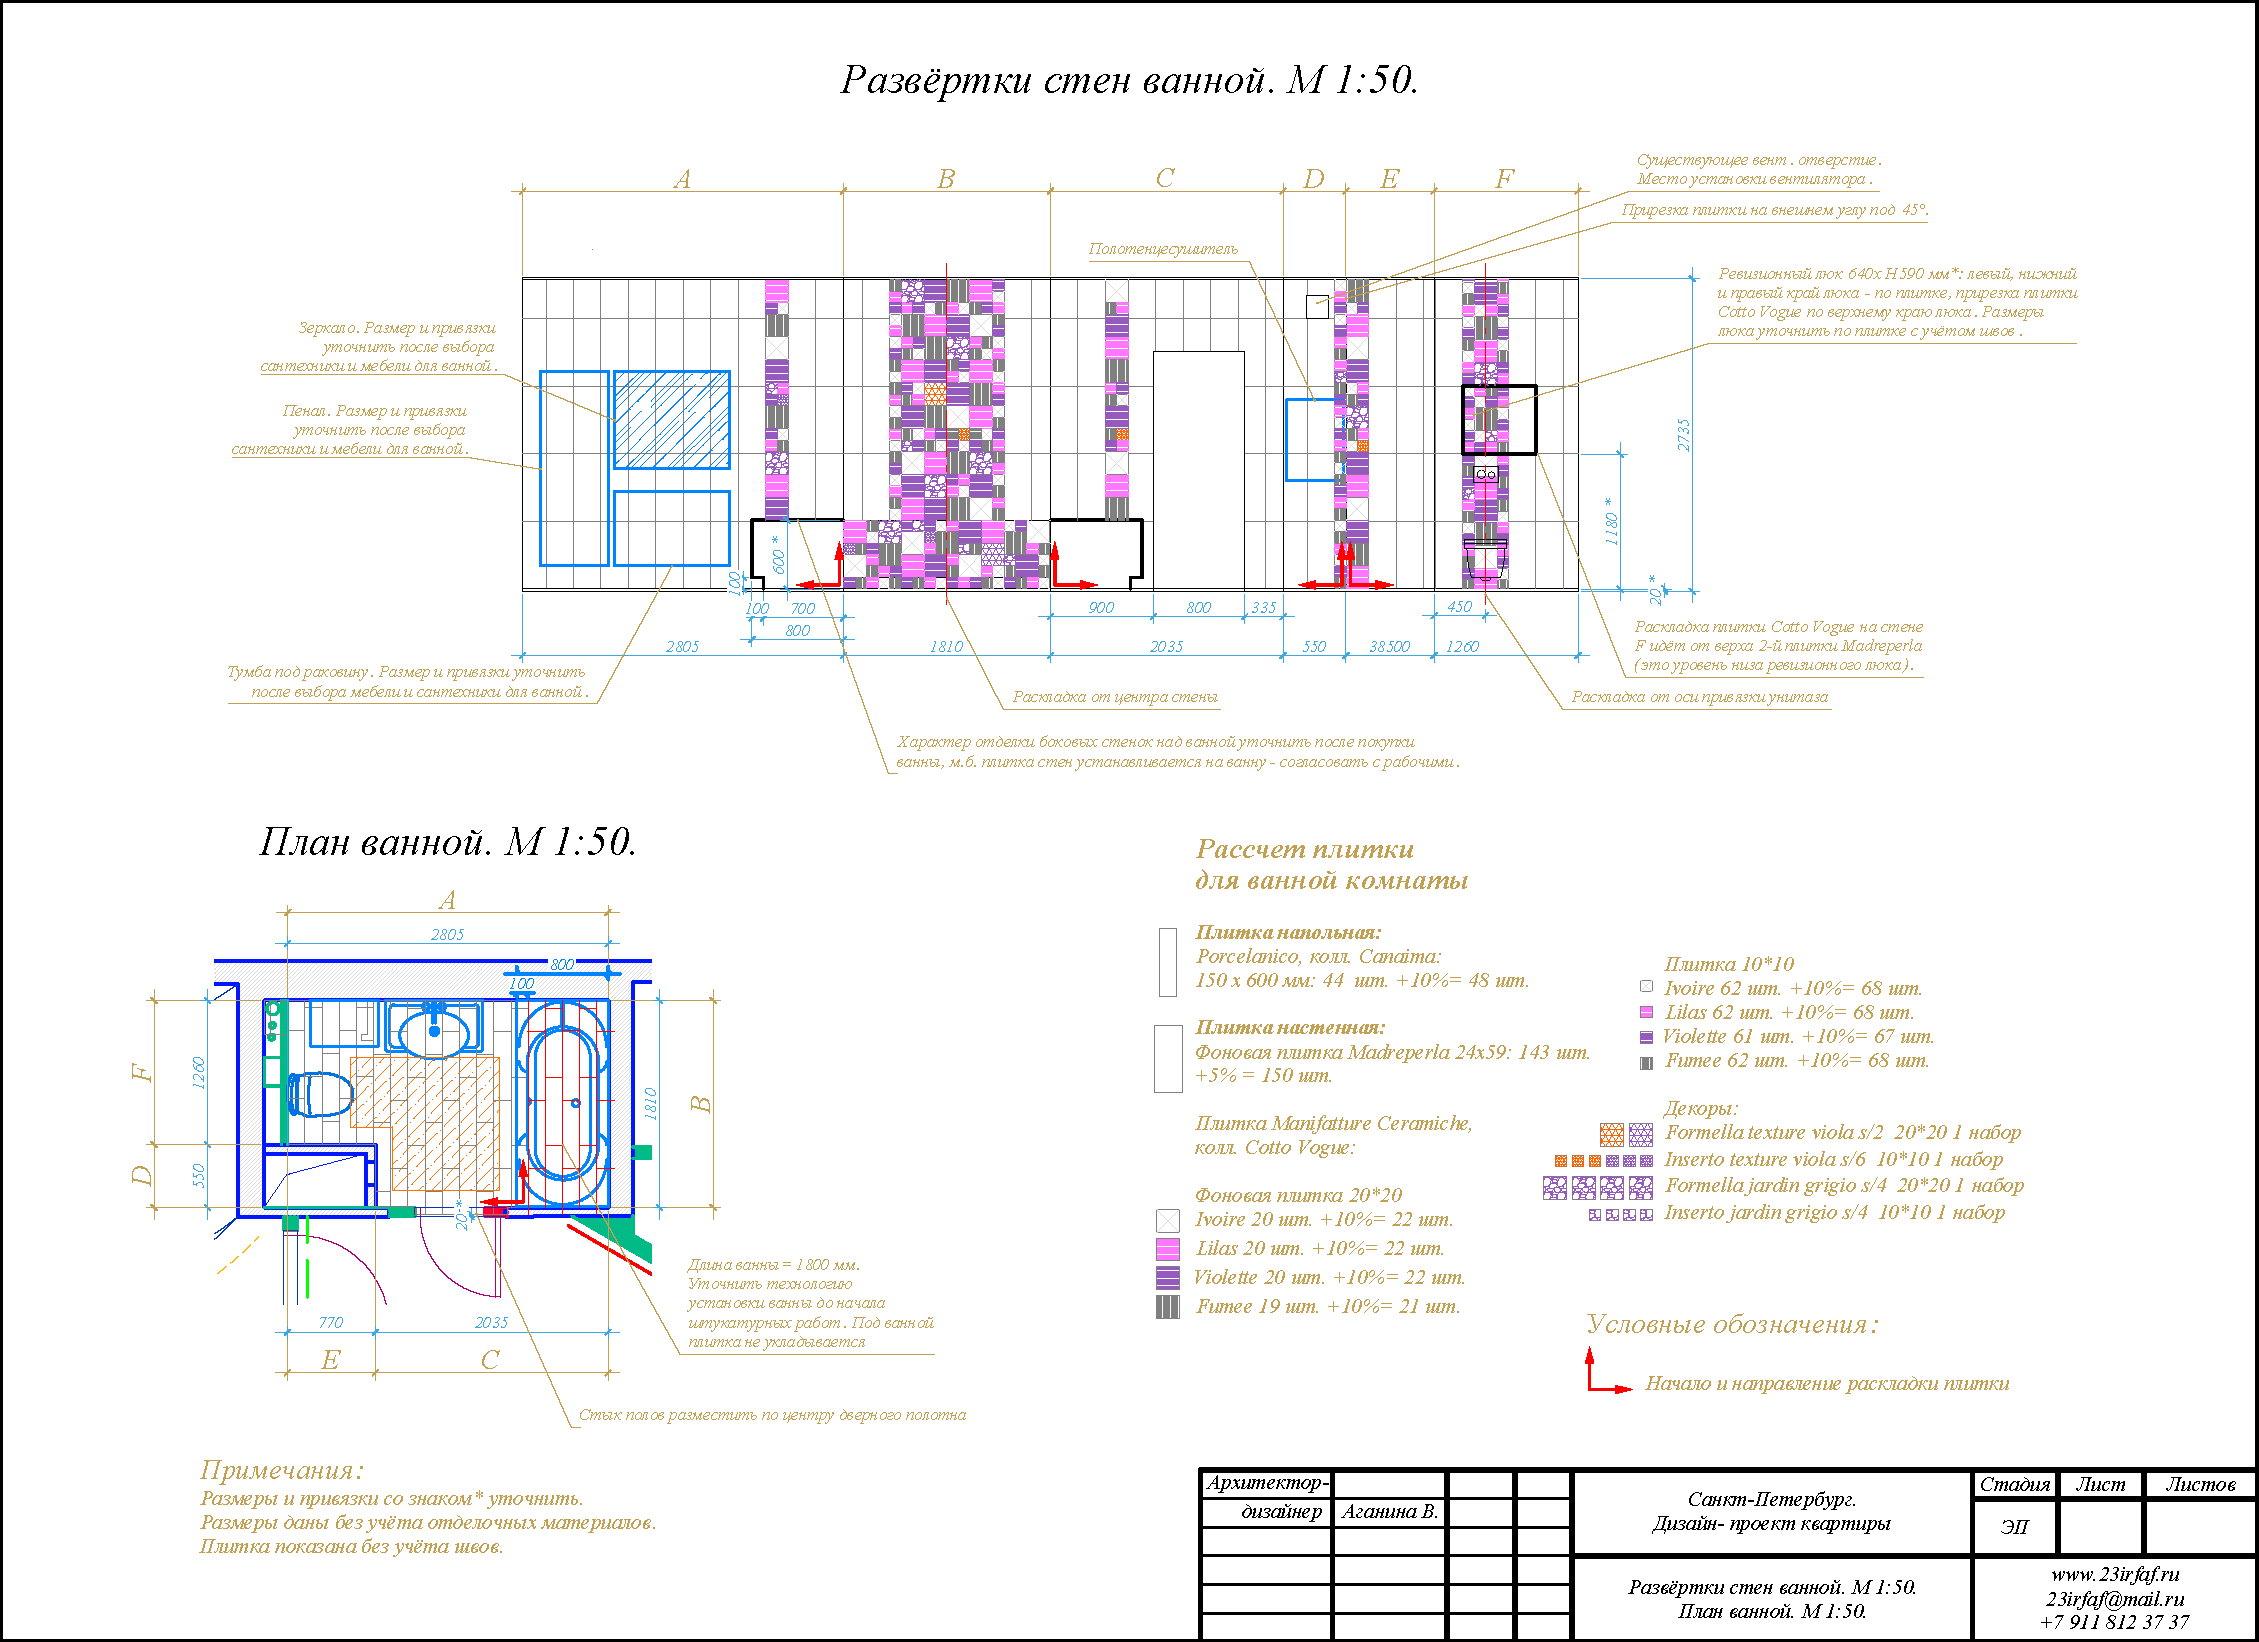 Развёртки стен ванной. М 1:50.
A
B
C
D
E
F
Существующее вент. отверстие.
Место установки вентилятора.
Прирезка плитки на внешнем углу под 45°.
Полотенцесушитель
Ревизионный люк 640х H 590 мм*: левый, нижний
и правый край люка - по плитке, прирезка плитки
Cotto Vogue по верхнему краю люка. Размеры
люка уточнить по плитке с учётом швов.
Зеркало. Размер и привязки
уточнить после выбора
сантехники и мебели для ванной.
Пенал. Размер и привязки
уточнить после выбора
сантехники и мебели для ванной.
2735
1180*
600*
100
20*
100
700
800
900
800
335
450
2805
1810
2035
550
38500
1260
Раскладка плитки Cotto Vogue на стене
F идёт от верха 2-й плитки Madreperla
(это уровень низа ревизионного люка).
Тумба под раковину. Размер и привязки уточнить
после выбора мебели и сантехники для ванной.
Раскладка от центра стены
Раскладка от оси привязки унитаза
Характер отделки боковых стенок над ванной уточнить после покупки
ванны, м.б. плитка стен устанавливается на ванну - согласовать с рабочими.
План ванной. М 1:50.
A
2805
800
100
F
1260
D
550
1810
B
20*
770
2035
E
C
Длина ванны = 1800 мм.
Уточнить технологию
установки ванны до начала
штукатурных работ. Под ванной
плитка не укладывается
Стык полов разместить по центру дверного полотна
Примечания:
Размеры и привязки со знаком* уточнить.
Размеры даны без учёта отделочных материалов.
Плитка показана без учёта швов.
Рассчет плитки
для ванной комнаты
Плитка напольная:
Porcelanico, колл. Canaima:
150 х 600 мм: 44 шт. +10%= 48 шт.
Плитка настенная:
Фоновая плитка Madreperla 24х59: 143 шт.
+5% = 150 шт.
Плитка Manifatture Ceramiche,
колл. Cotto Vogue:
Фоновая плитка 20*20
Ivoire 20 шт. +10%= 22 шт.
Lilas 20 шт. +10%= 22 шт.
Violette 20 шт. +10%= 22 шт.
Fumee 19 шт. +10%= 21 шт.
Плитка 10*10
Ivoire 62 шт. +10%= 68 шт.
Lilas 62 шт. +10%= 68 шт.
Violette 61 шт. +10%= 67 шт.
Fumee 62 шт. +10%= 68 шт.
Декоры:
Formella texture viola s/2 20*20 1 набор
Inserto texture viola s/6 10*10 1 набор
Formella jardin grigio s/4 20*20 1 набор
Inserto jardin grigio s/4 10*10 1 набор
Условные обозначения:
Начало и направление раскладки плитки
Архитектор-
дизайнер
Аганина В.
Санкт-Петербург.
Дизайн- проект квартиры
Стадия
Лист
Листов
ЭП
Развёртки стен ванной. М 1:50.
План ванной. М 1:50.
www.23irfaf.ru
23irfaf@mail.ru
+7 911 812 37 37